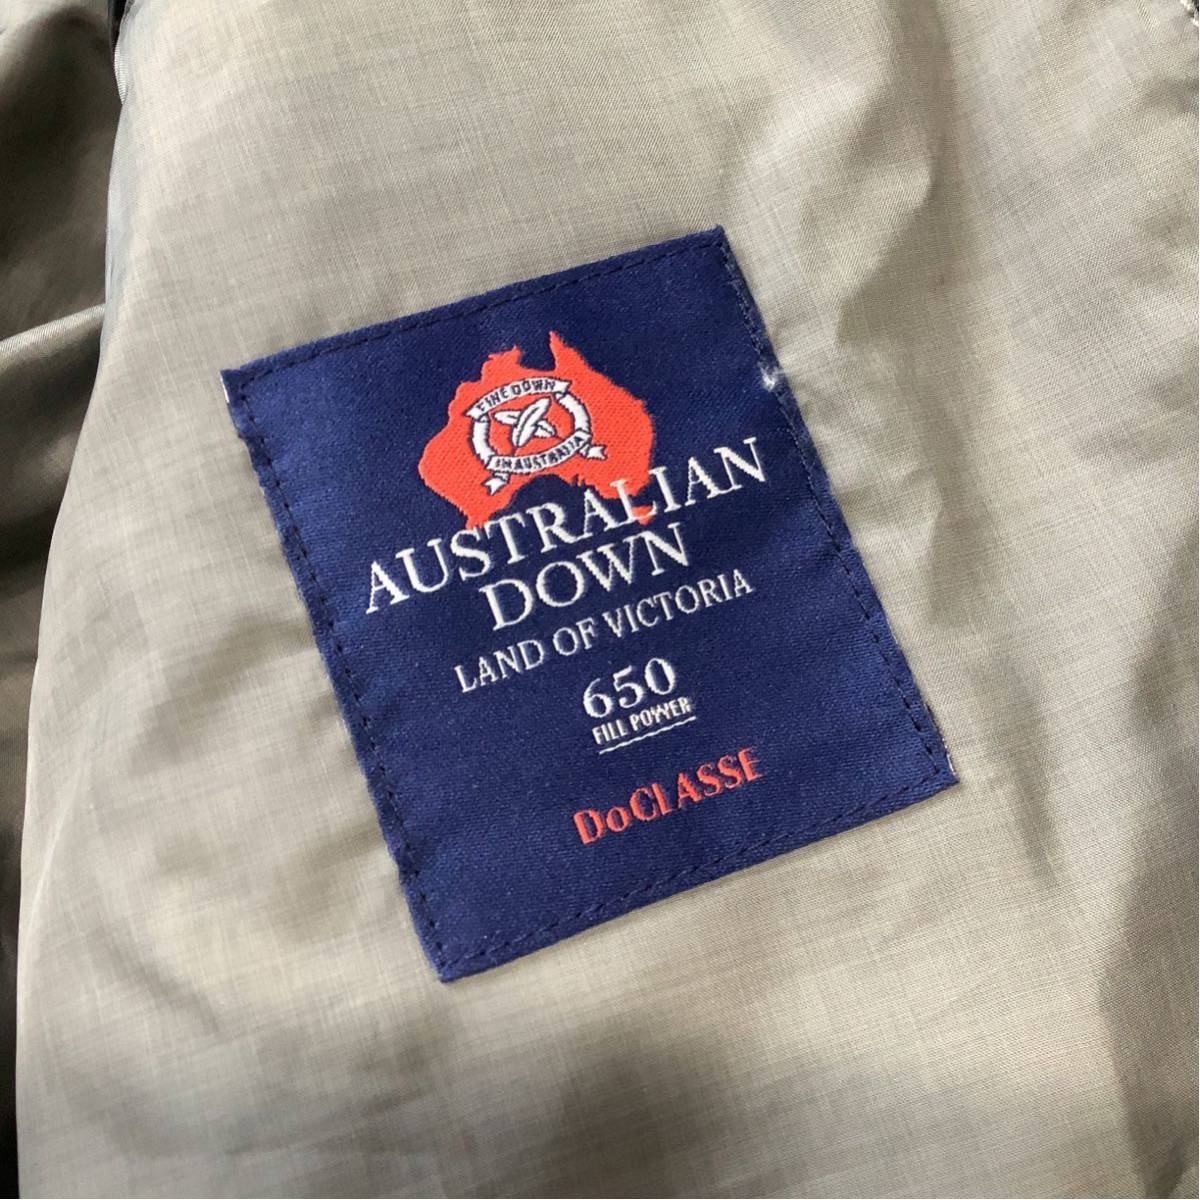 FINE DOWN
IN AUSTRALIA
AUSTRALIAN
DOWN
LAND OF VICTORIA
650
FILL POWER
DoCLASSE